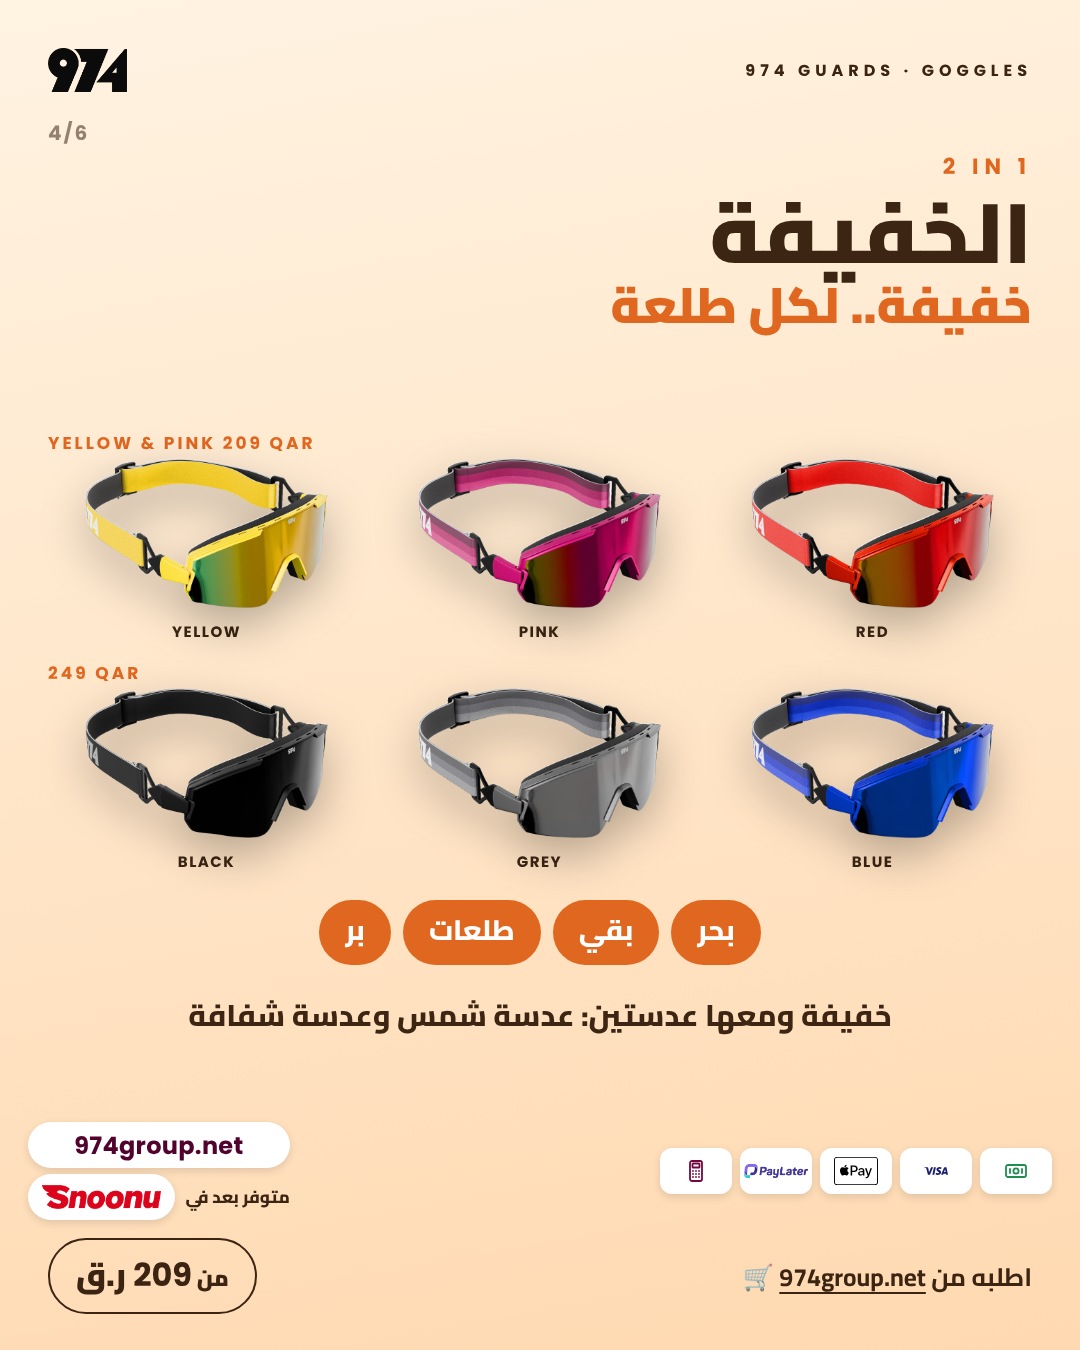 974
974 GUARDS · GOGGLES
4/6
2 IN 1
الخفيفة
خفيفة.. لكل طلعة
YELLOW & PINK 209 QAR
YELLOW
PINK
RED
249 QAR
BLACK
GREY
BLUE
بحر
بقي
طلعات
بر
خفيفة ومعها عدستين: عدسة شمس وعدسة شفافة
974group.net
متوفر بعد في Snoonu
PayLater
Pay
VISA
من 209 ر.ق
اطلبه من 974group.net